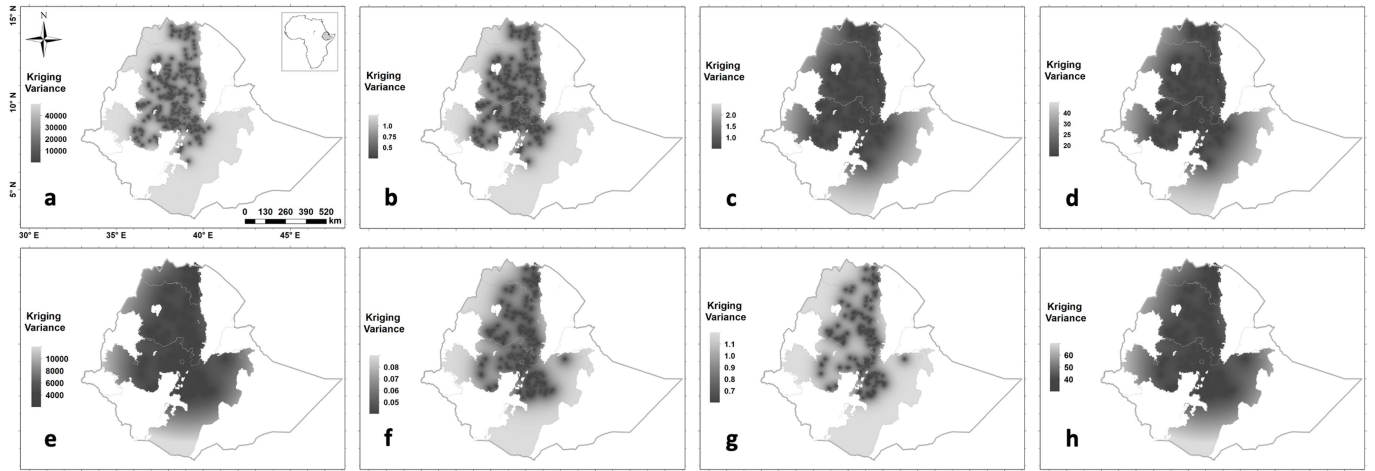 15° N
10° N
5° N
N
Kriging
Variance
40000
30000
20000
10000
a
0 130 260 390 520
km
30° E 35° E 40° E 45° E
Kriging
Variance
1.0
0.75
0.5
b
Kriging
Variance
2.0
1.5
1.0
c
Kriging
Variance
40
30
25
20
d
Kriging
Variance
10000
8000
6000
4000
e
Kriging
Variance
0.08
0.07
0.06
0.05
f
Kriging
Variance
1.1
1.0
0.9
0.8
0.7
g
Kriging
Variance
60
50
40
h